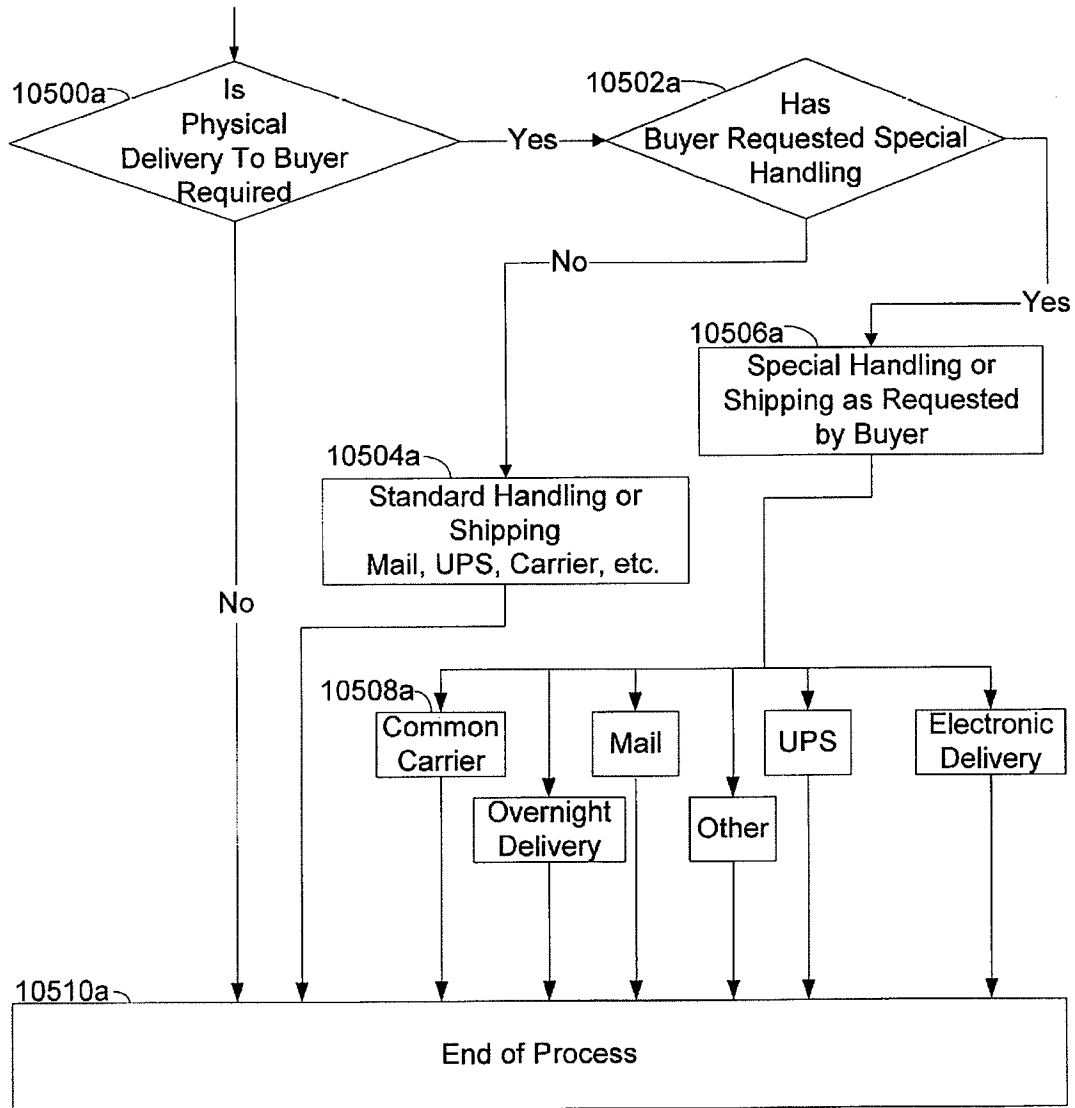 10500a
Is
Physical
Delivery To Buyer
Required
Yes
10502a
Has
Buyer Requested Special
Handling
No
Yes
10506a
Special Handling or
Shipping as Requested
by Buyer
10504a
Standard Handling or
Shipping
Mail, UPS, Carrier, etc.
No
10508a
Common
Carrier
Overnight
Delivery
Mail
Other
UPS
Electronic
Delivery
10510a
End of Process